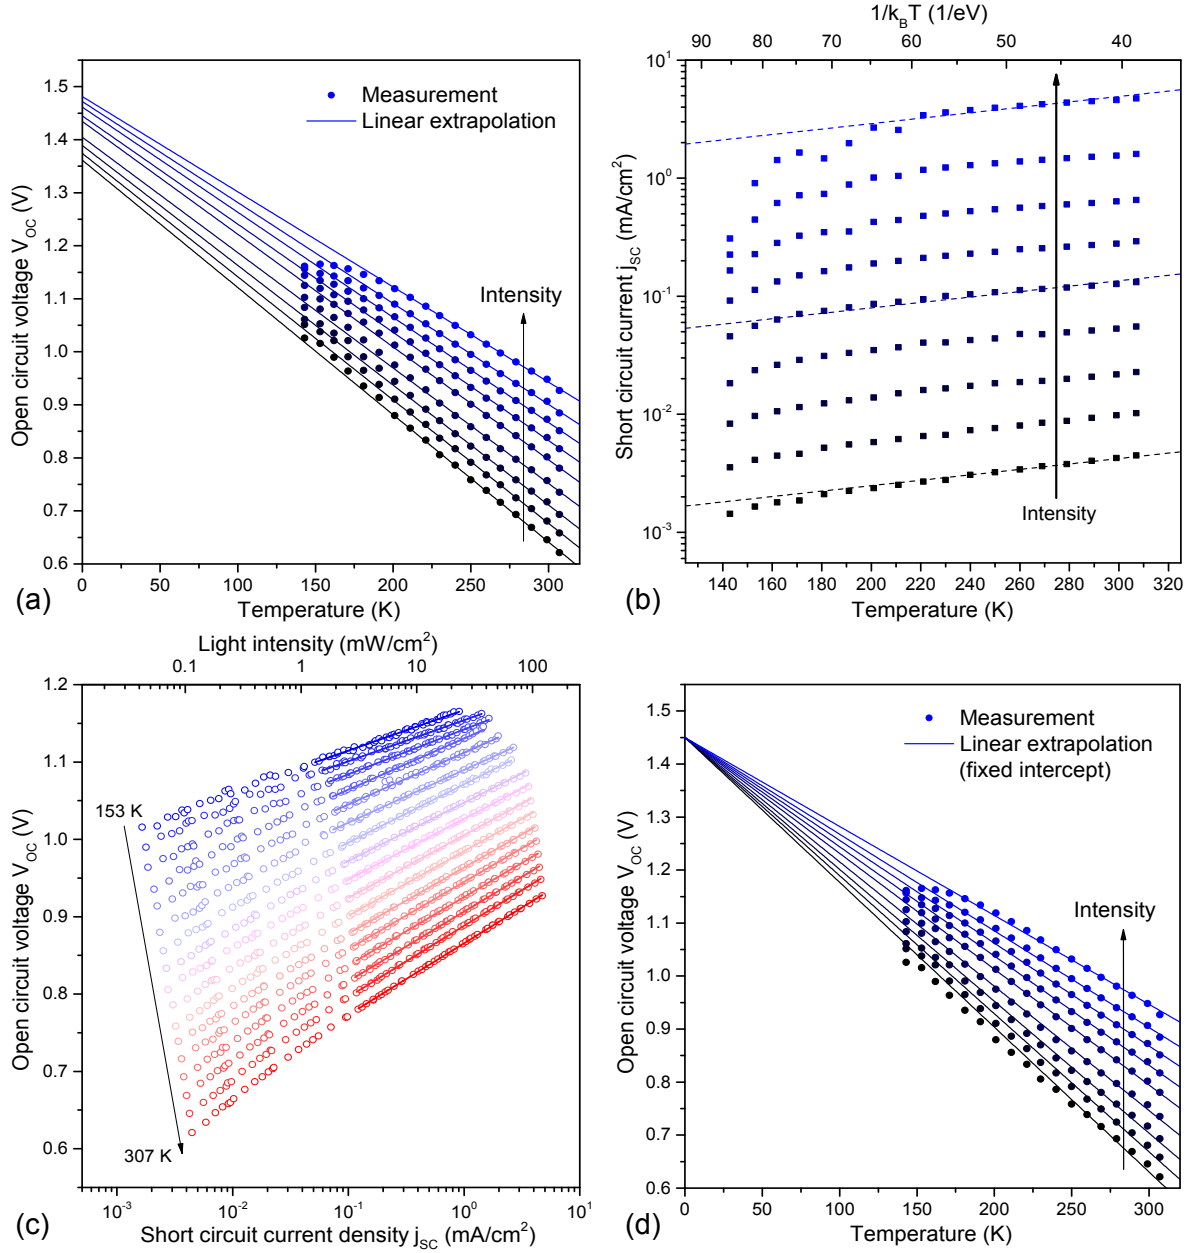 1.5
1.4
1.3
1.2
1.1
1.0
0.9
0.8
0.7
0.6
Open circuit voltage V_OC (V)
Measurement
Linear extrapolation
Intensity
0 50 100 150 200 250 300
Temperature (K)
(a)
1/k_BT (1/eV)
90 80 70 60 50 40
10^1
10^0
10^-1
10^-2
10^-3
Short circuit current j_SC (mA/cm^2)
Intensity
140 160 180 200 220 240 260 280 300 320
Temperature (K)
(b)
Light intensity (mW/cm^2)
0.1 1 10 100
1.2
1.1
1.0
0.9
0.8
0.7
0.6
Open circuit voltage V_OC (V)
153 K
307 K
10^-3 10^-2 10^-1 10^0 10^1
Short circuit current density j_SC (mA/cm^2)
(c)
1.5
1.4
1.3
1.2
1.1
1.0
0.9
0.8
0.7
0.6
Open circuit voltage V_OC (V)
Measurement
Linear extrapolation
(fixed intercept)
Intensity
0 50 100 150 200 250 300
Temperature (K)
(d)